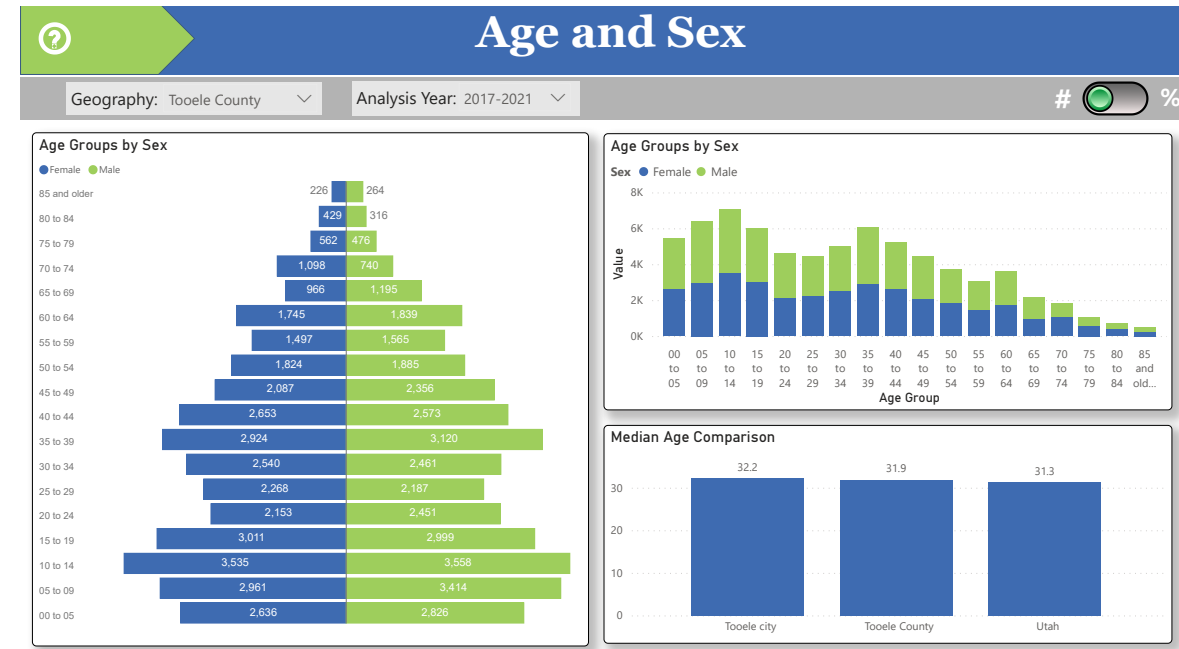 Age and Sex
Geography: Tooele County
Analysis Year: 2017-2021
# %
Age Groups by Sex
Female Male
85 and older 226 264
80 to 84 429 316
75 to 79 562 476
70 to 74 1,098 740
65 to 69 966 1,195
60 to 64 1,745 1,839
55 to 59 1,497 1,565
50 to 54 1,824 1,885
45 to 49 2,087 2,356
40 to 44 2,653 2,573
35 to 39 2,924 3,120
30 to 34 2,540 2,461
25 to 29 2,268 2,187
20 to 24 2,153 2,451
15 to 19 3,011 2,999
10 to 14 3,535 3,558
05 to 09 2,961 3,414
00 to 05 2,636 2,826
Age Groups by Sex
Sex Female Male
8K
6K
4K
2K
0K
Value
00 05 10 15 20 25 30 35 40 45 50 55 60 65 70 75 80 85
to to to to to to to to to to to to to to to to to and
05 09 14 19 24 29 34 39 44 49 54 59 64 69 74 79 84 old...
Age Group
Median Age Comparison
32.2 31.9 31.3
30
20
10
0
Tooele city Tooele County Utah